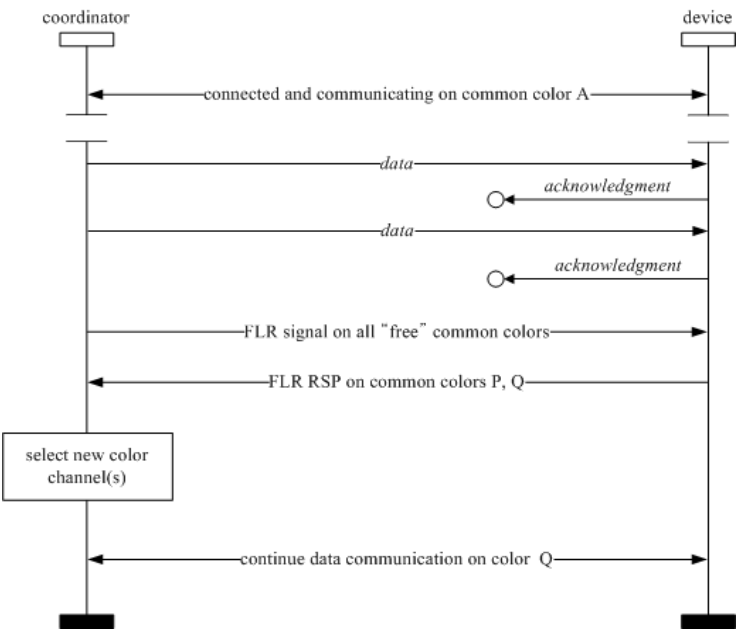 coordinator
device
connected and communicating on common color A
data
acknowledgment
data
acknowledgment
FLR signal on all “free” common colors
FLR RSP on common colors P, Q
select new color
channel(s)
continue data communication on color Q